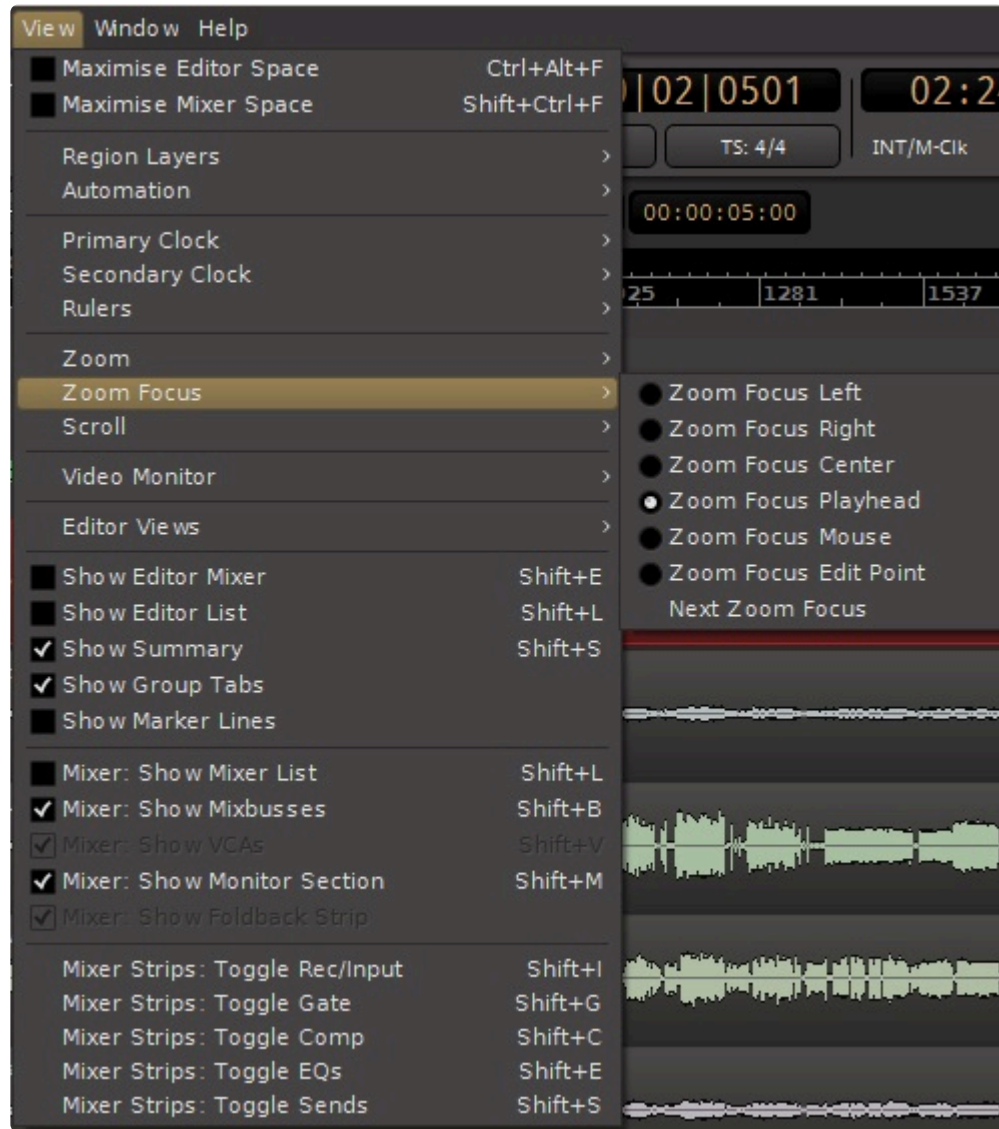 View Window Help
Maximise Editor Space Ctrl+Alt+F
Maximise Mixer Space Shift+Ctrl+F
|02|0501
02:2
TS: 4/4
INT/M-Clk
Region Layers
Automation
00:00:05:00
Primary Clock
Secondary Clock
Rulers
25 1281 1537
Zoom
Zoom Focus
Scroll
Video Monitor
Editor Views
Zoom Focus Left
Zoom Focus Right
Zoom Focus Center
Zoom Focus Playhead
Zoom Focus Mouse
Zoom Focus Edit Point
Next Zoom Focus
Show Editor Mixer Shift+E
Show Editor List Shift+L
Show Summary Shift+S
Show Group Tabs
Show Marker Lines
Mixer: Show Mixer List Shift+L
Mixer: Show Mixbusses Shift+B
Mixer: Show VCAs Shift+V
Mixer: Show Monitor Section Shift+M
Mixer: Show Foldback Strip
Mixer Strips: Toggle Rec/Input Shift+I
Mixer Strips: Toggle Gate Shift+G
Mixer Strips: Toggle Comp Shift+C
Mixer Strips: Toggle EQs Shift+E
Mixer Strips: Toggle Sends Shift+S